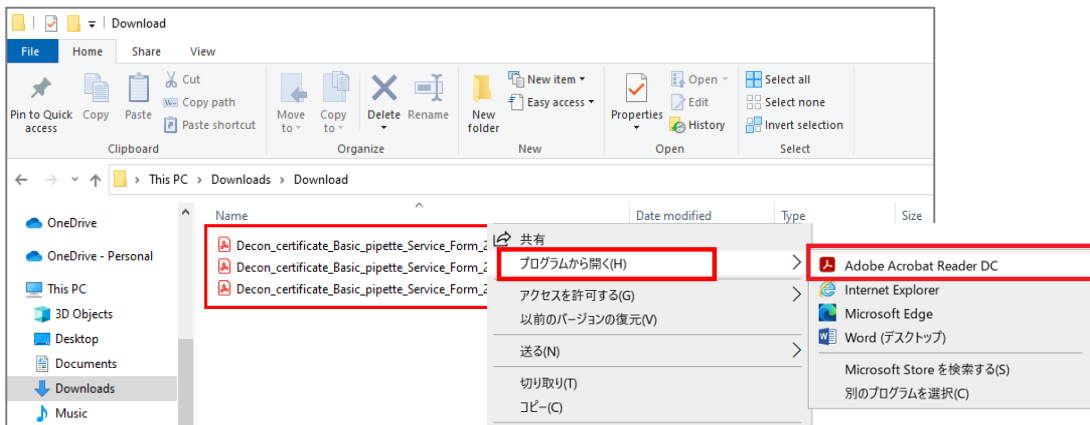 Download
File Home Share View
Pin to Quick access
Copy
Paste
Cut
Copy path
Paste shortcut
Clipboard
Move to
Copy to
Delete
Rename
Organize
New folder
New item
Easy access
New
Properties
Open
Edit
History
Open
Select all
Select none
Invert selection
Select
This PC > Downloads > Download
OneDrive
OneDrive - Personal
This PC
3D Objects
Desktop
Documents
Downloads
Music
Name Date modified Type Size
Decon_certificate_Basic_pipette_Service_Form_2
Decon_certificate_Basic_pipette_Service_Form_2
Decon_certificate_Basic_pipette_Service_Form_2
共有
プログラムから開く(H)
アクセスを許可する(G)
以前のバージョンの復元(V)
送る(N)
切り取り(T)
コピー(C)
Adobe Acrobat Reader DC
Internet Explorer
Microsoft Edge
Word (デスクトップ)
Microsoft Store を検索する(S)
別のプログラムを選択(C)